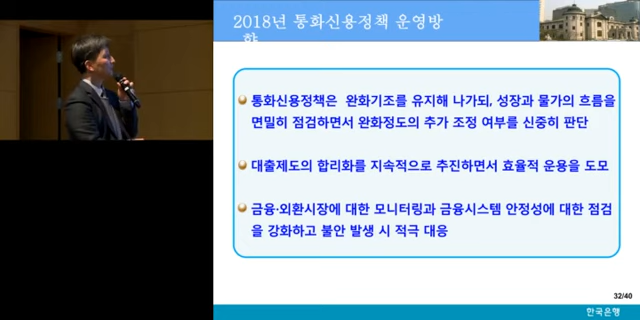 2018년 통화신용정책 운영방
향
통화신용정책은 완화기조를 유지해 나가되, 성장과 물가의 흐름을
면밀히 점검하면서 완화정도의 추가 조정 여부를 신중히 판단
대출제도의 합리화를 지속적으로 추진하면서 효율적 운용을 도모
금융·외환시장에 대한 모니터링과 금융시스템 안정성에 대한 점검
을 강화하고 불안 발생 시 적극 대응
32/40
한국은행